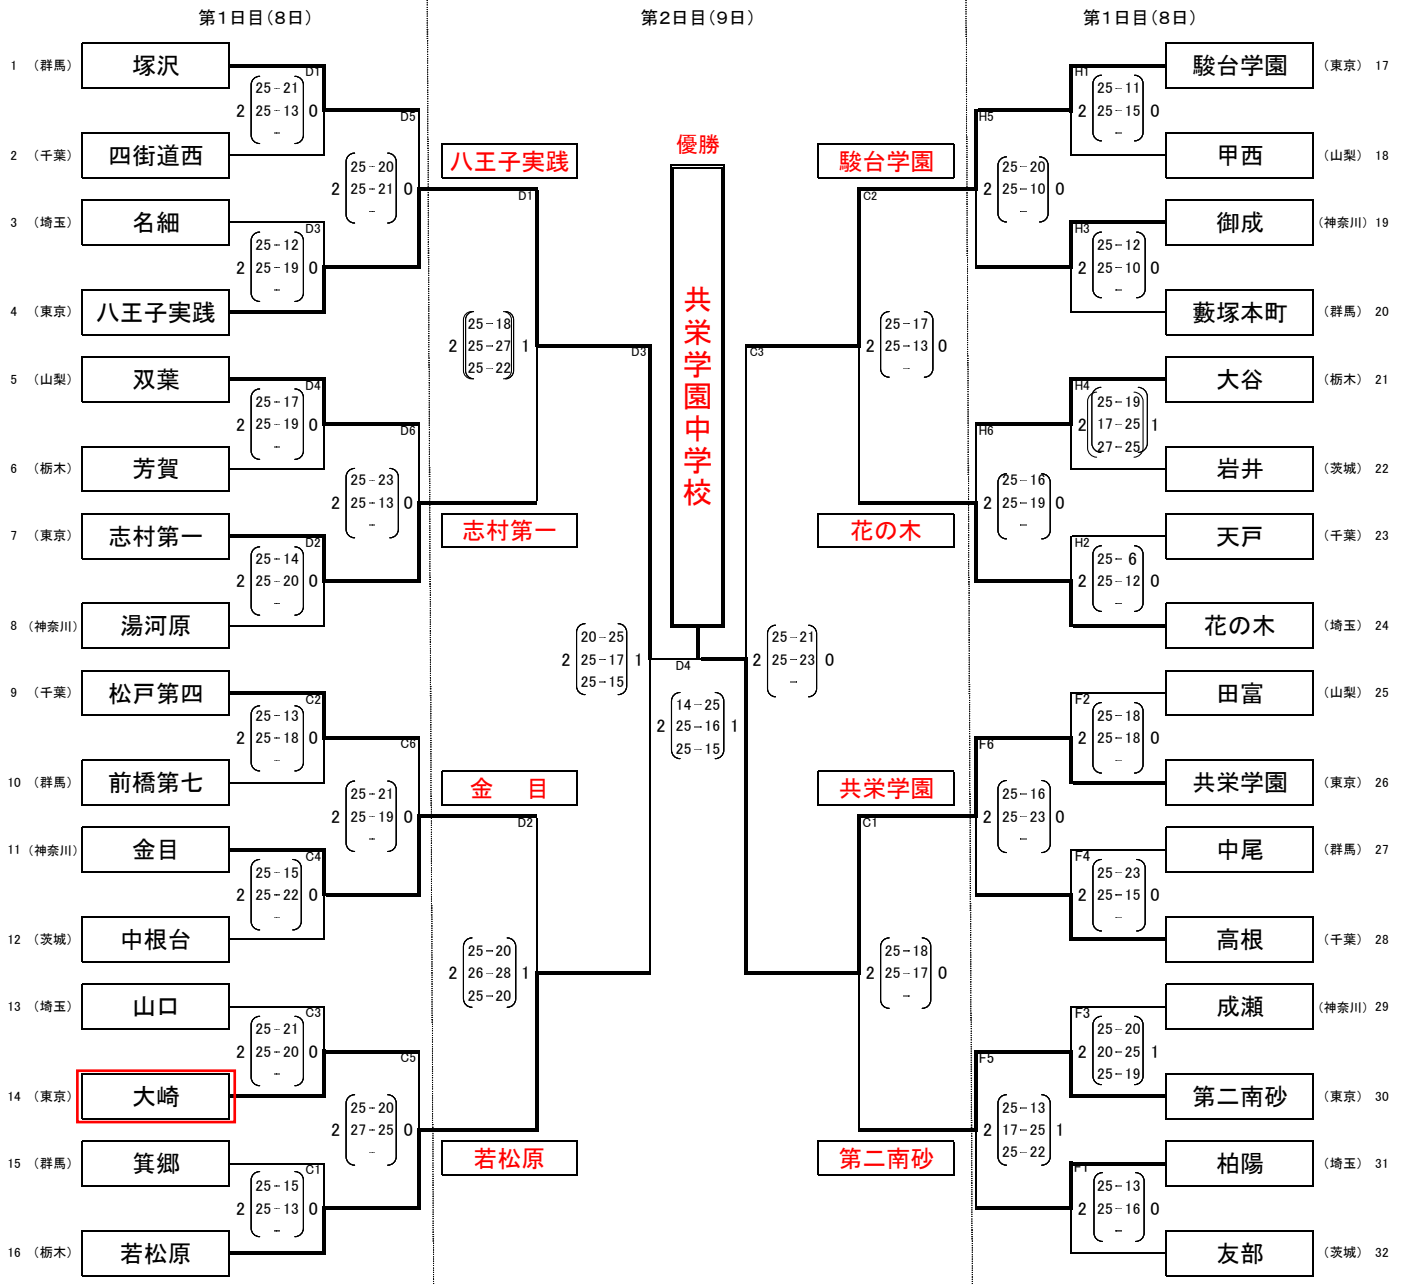 第1日目(8日)
第2日目(9日)
第1日目(8日)
1 (群馬) 塚沢
D1
2 25-21 25-13 - 0
2 (千葉) 四街道西
D5
2 25-20 25-21 - 0
3 (埼玉) 名細
D3
2 25-12 25-19 - 0
4 (東京) 八王子実践
5 (山梨) 双葉
D4
2 25-17 25-19 - 0
6 (栃木) 芳賀
D6
2 25-23 25-13 - 0
7 (東京) 志村第一
D2
2 25-14 25-20 - 0
8 (神奈川) 湯河原
9 (千葉) 松戸第四
C2
2 25-13 25-18 - 0
10 (群馬) 前橋第七
C6
2 25-21 25-19 - 0
11 (神奈川) 金目
C4
2 25-15 25-22 - 0
12 (茨城) 中根台
13 (埼玉) 山口
C3
2 25-21 25-20 - 0
14 (東京) 大崎
C5
2 25-20 27-25 - 0
15 (群馬) 箕郷
C1
2 25-15 25-13 - 0
16 (栃木) 若松原
八王子実践
D1
2 25-18 25-27 25-22 1
志村第一
D3
2 20-25 25-17 25-15 1
金 目
D2
2 25-20 26-28 25-20 1
若松原
優勝
共栄学園中学校
D4
2 14-25 25-16 25-15 1
駿台学園
C2
2 25-17 25-13 - 0
花の木
C3
2 25-21 25-23 - 0
共栄学園
C1
2 25-18 25-17 - 0
第二南砂
駿台学園 (東京) 17
H1
2 25-11 25-15 - 0
甲西 (山梨) 18
H5
2 25-20 25-10 - 0
御成 (神奈川) 19
H3
2 25-12 25-10 - 0
藪塚本町 (群馬) 20
大谷 (栃木) 21
H4
2 25-19 17-25 27-25 1
岩井 (茨城) 22
H6
2 25-16 25-19 - 0
天戸 (千葉) 23
H2
2 25-6 25-12 - 0
花の木 (埼玉) 24
田富 (山梨) 25
F2
2 25-18 25-18 - 0
共栄学園 (東京) 26
F6
2 25-16 25-23 - 0
中尾 (群馬) 27
F4
2 25-23 25-15 - 0
高根 (千葉) 28
成瀬 (神奈川) 29
F3
2 25-20 20-25 25-19 1
第二南砂 (東京) 30
F5
2 25-13 17-25 25-22 1
柏陽 (埼玉) 31
F1
2 25-13 25-16 - 0
友部 (茨城) 32